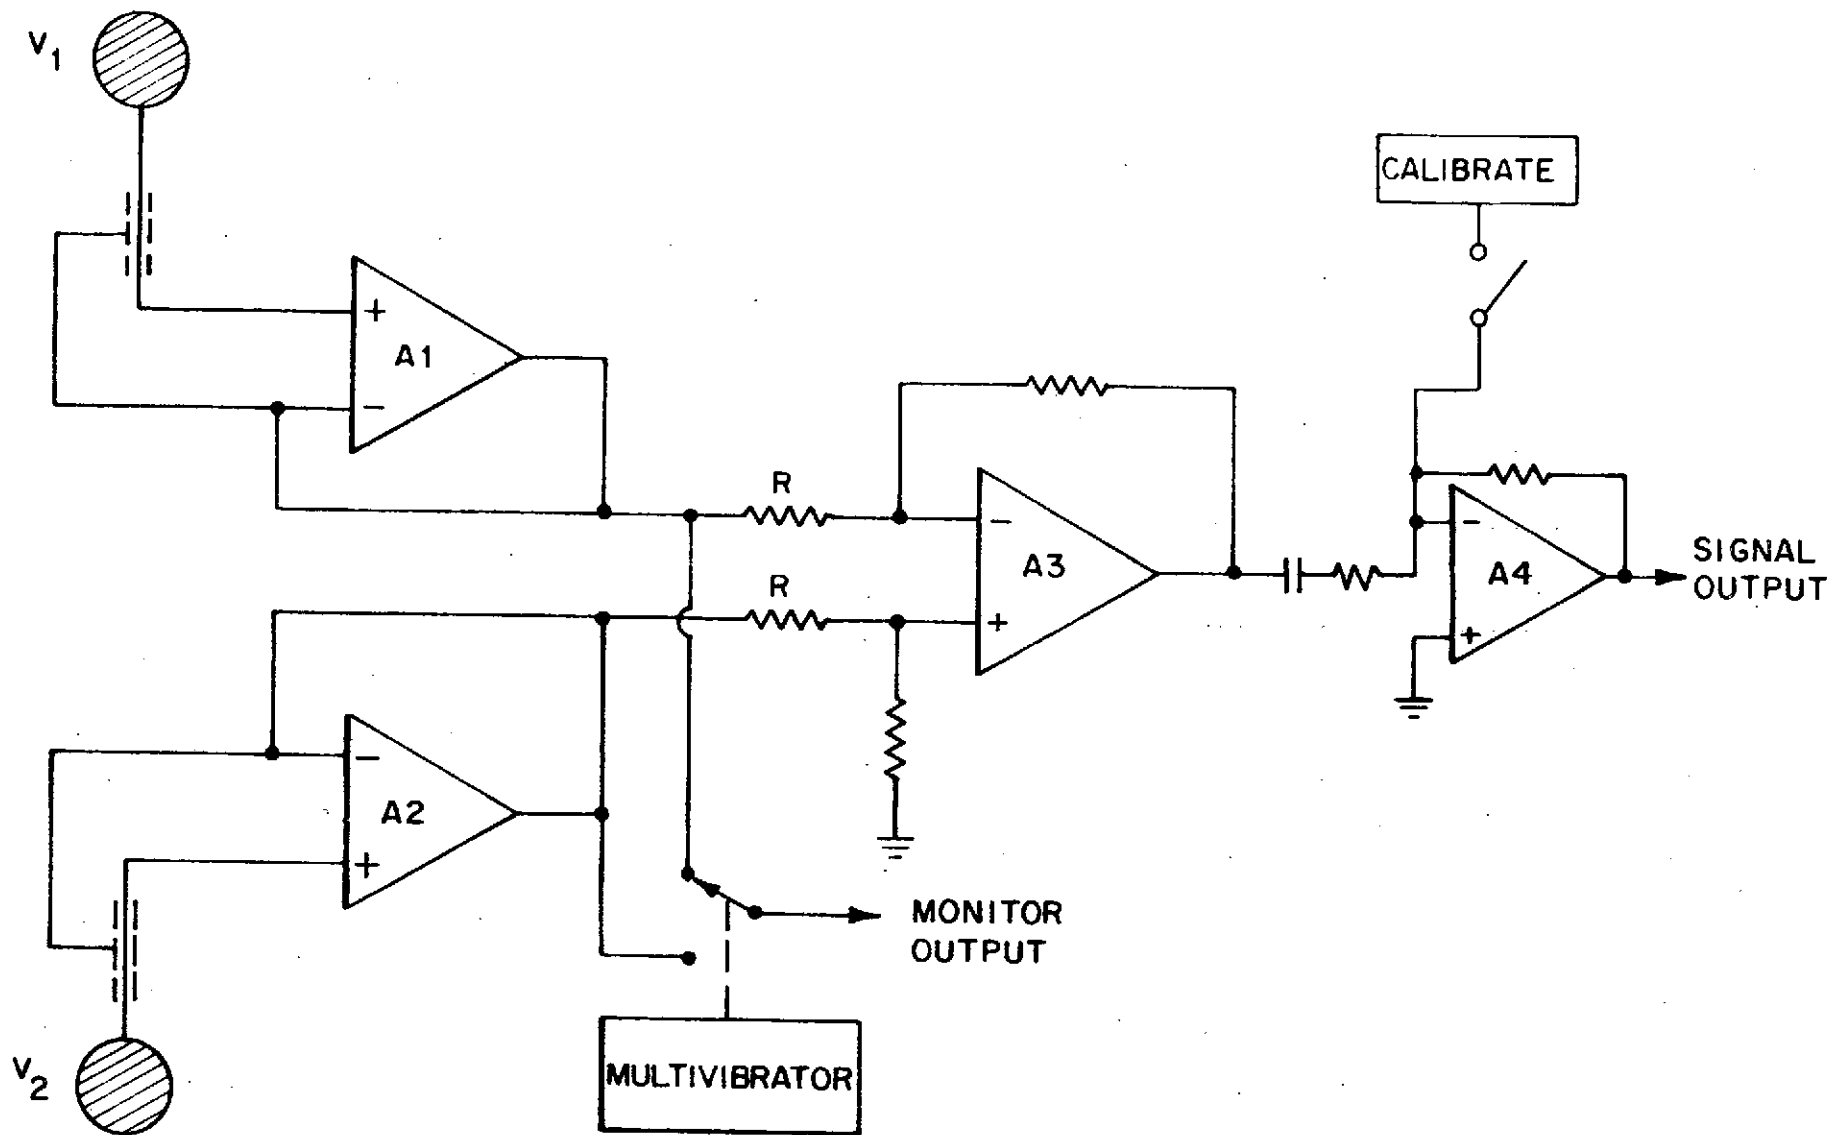 V1
CALIBRATE
+
A1
−
R
−
A3
+
R
−
A4
+
SIGNAL
OUTPUT
−
A2
+
MONITOR
OUTPUT
V2
MULTIVIBRATOR